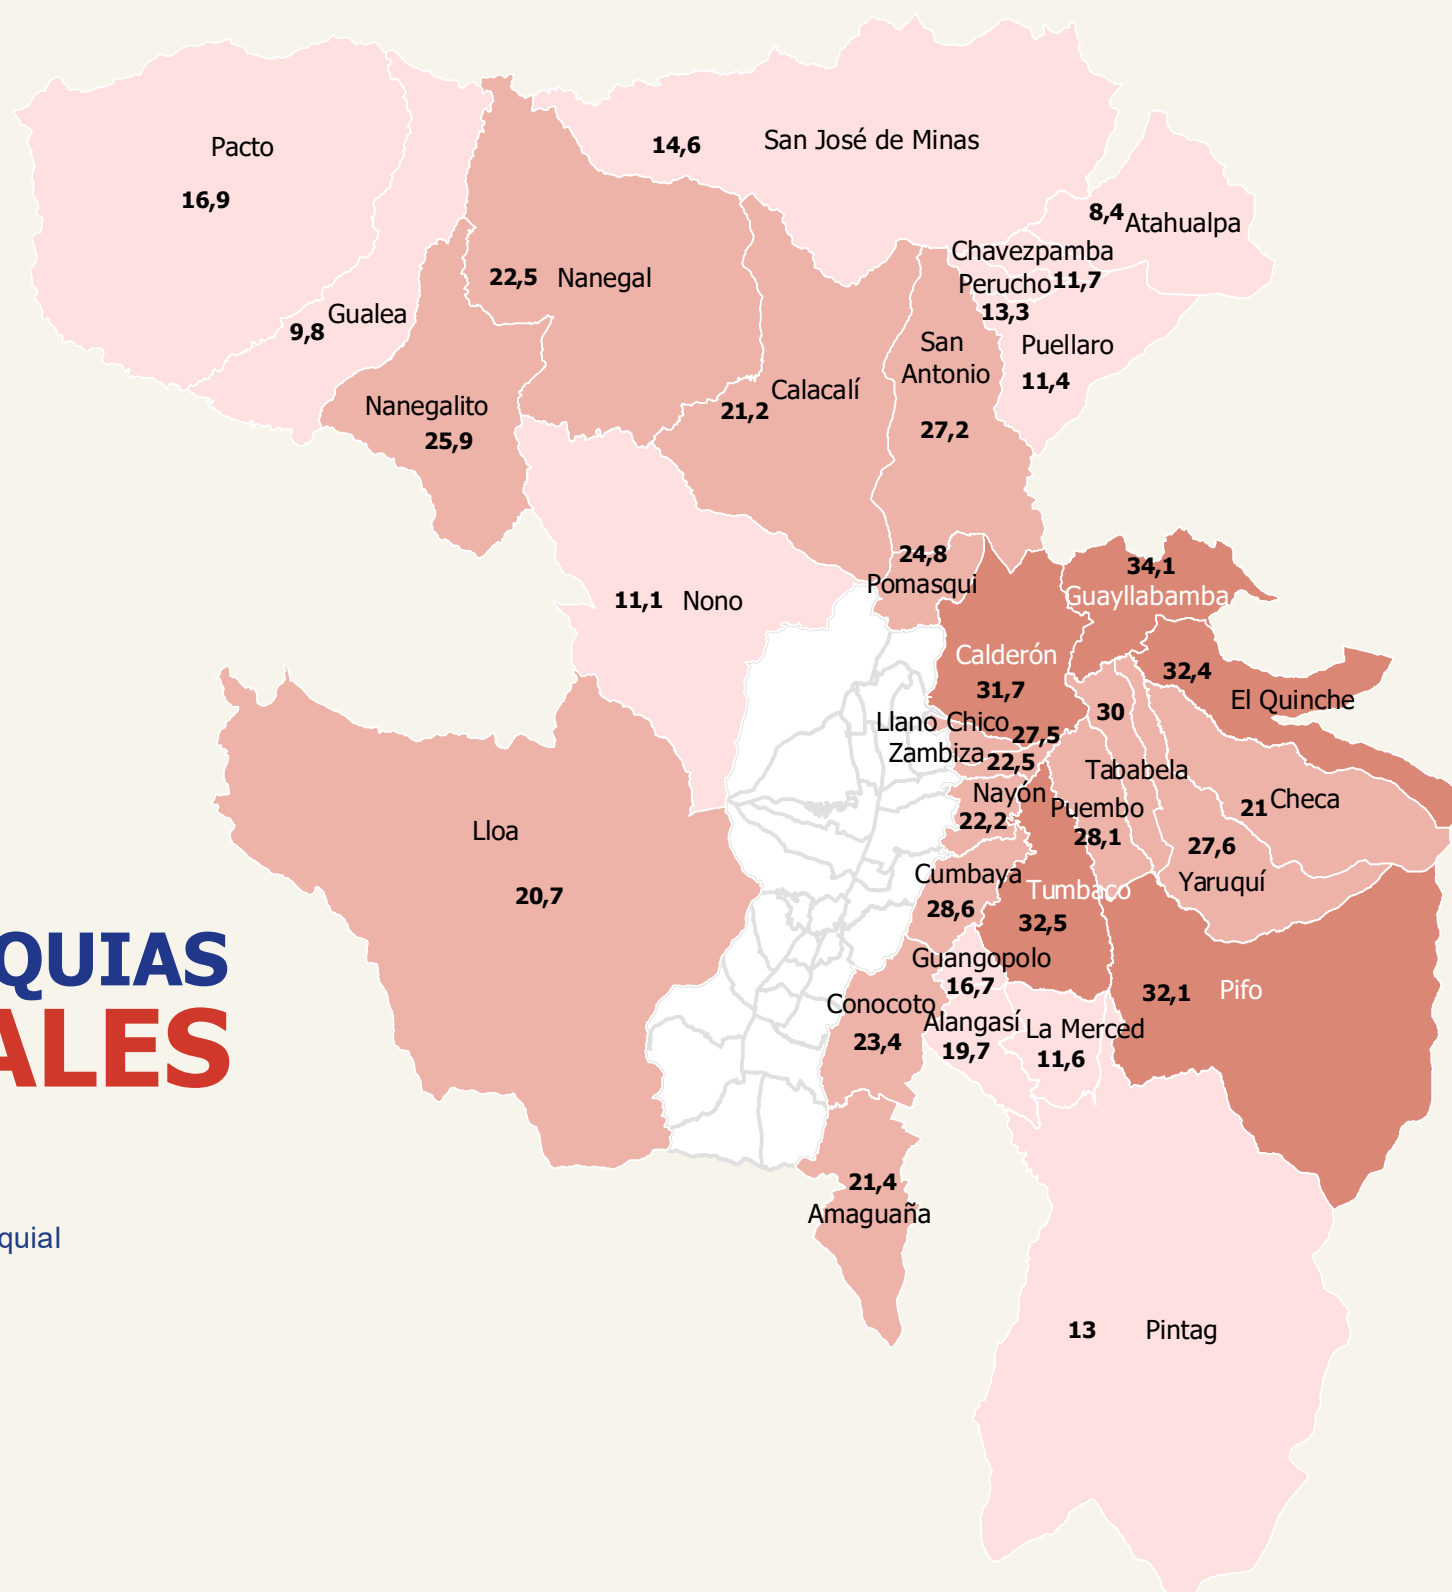 San José de Minas
14,6
Pacto
16,9
8,4
Atahualpa
Chavezpamba
11,7
Perucho
13,3
22,5
Nanegal
Gualea
9,8
San
Antonio
27,2
Puellaro
11,4
Calacalí
21,2
Nanegalito
25,9
24,8
Pomasqui
34,1
Guayllabamba
11,1
Nono
Calderón
31,7
32,4
El Quinche
Llano Chico
27,5
30
Tababela
Zambiza
22,5
Nayón
22,2
Puembo
28,1
21
Checa
27,6
Yaruquí
Lloa
20,7
Cumbaya
28,6
Tumbaco
32,5
Guangopolo
16,7
32,1
Pifo
Conocoto
23,4
Alangasí
19,7
La Merced
11,6
QUIAS
ALES
quial
21,4
Amaguaña
13
Pintag